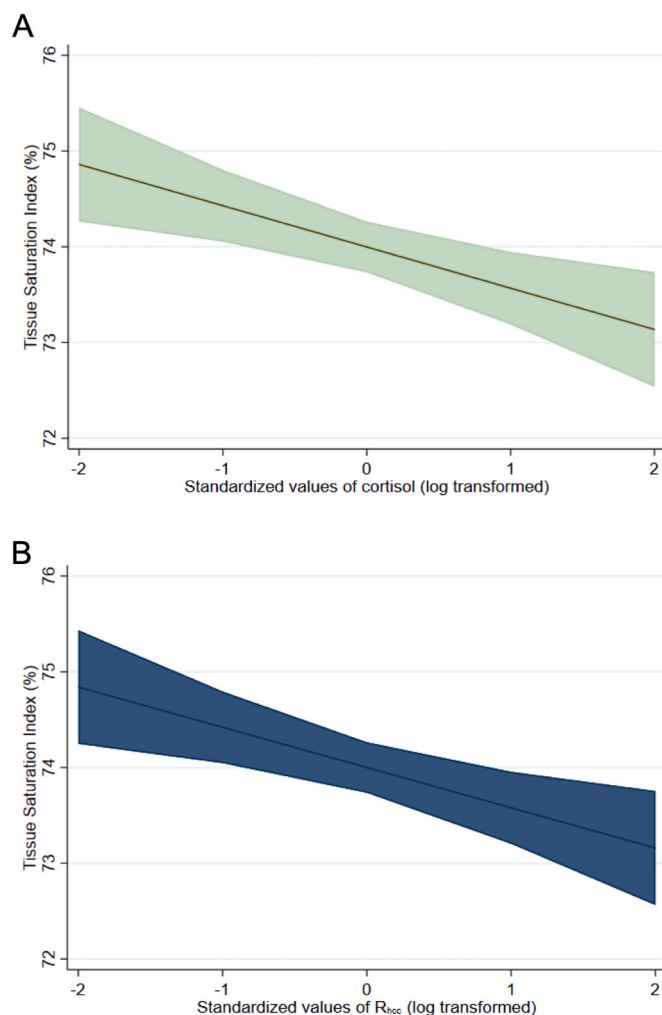 A
Tissue Saturation Index (%)
76
75
74
73
72
-2 -1 0 1 2
Standardized values of cortisol (log transformed)
B
Tissue Saturation Index (%)
76
75
74
73
72
-2 -1 0 1 2
Standardized values of Rhcc (log transformed)